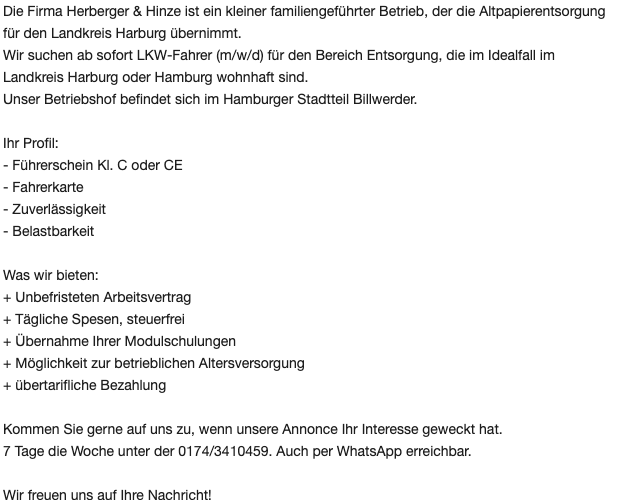 Die Firma Herberger & Hinze ist ein kleiner familiengeführter Betrieb, der die Altpapierentsorgung
für den Landkreis Harburg übernimmt.
Wir suchen ab sofort LKW-Fahrer (m/w/d) für den Bereich Entsorgung, die im Idealfall im
Landkreis Harburg oder Hamburg wohnhaft sind.
Unser Betriebshof befindet sich im Hamburger Stadtteil Billwerder.

Ihr Profil:
- Führerschein Kl. C oder CE
- Fahrerkarte
- Zuverlässigkeit
- Belastbarkeit

Was wir bieten:
+ Unbefristeten Arbeitsvertrag
+ Tägliche Spesen, steuerfrei
+ Übernahme Ihrer Modulschulungen
+ Möglichkeit zur betrieblichen Altersversorgung
+ übertarifliche Bezahlung

Kommen Sie gerne auf uns zu, wenn unsere Annonce Ihr Interesse geweckt hat.
7 Tage die Woche unter der 0174/3410459. Auch per WhatsApp erreichbar.

Wir freuen uns auf Ihre Nachricht!